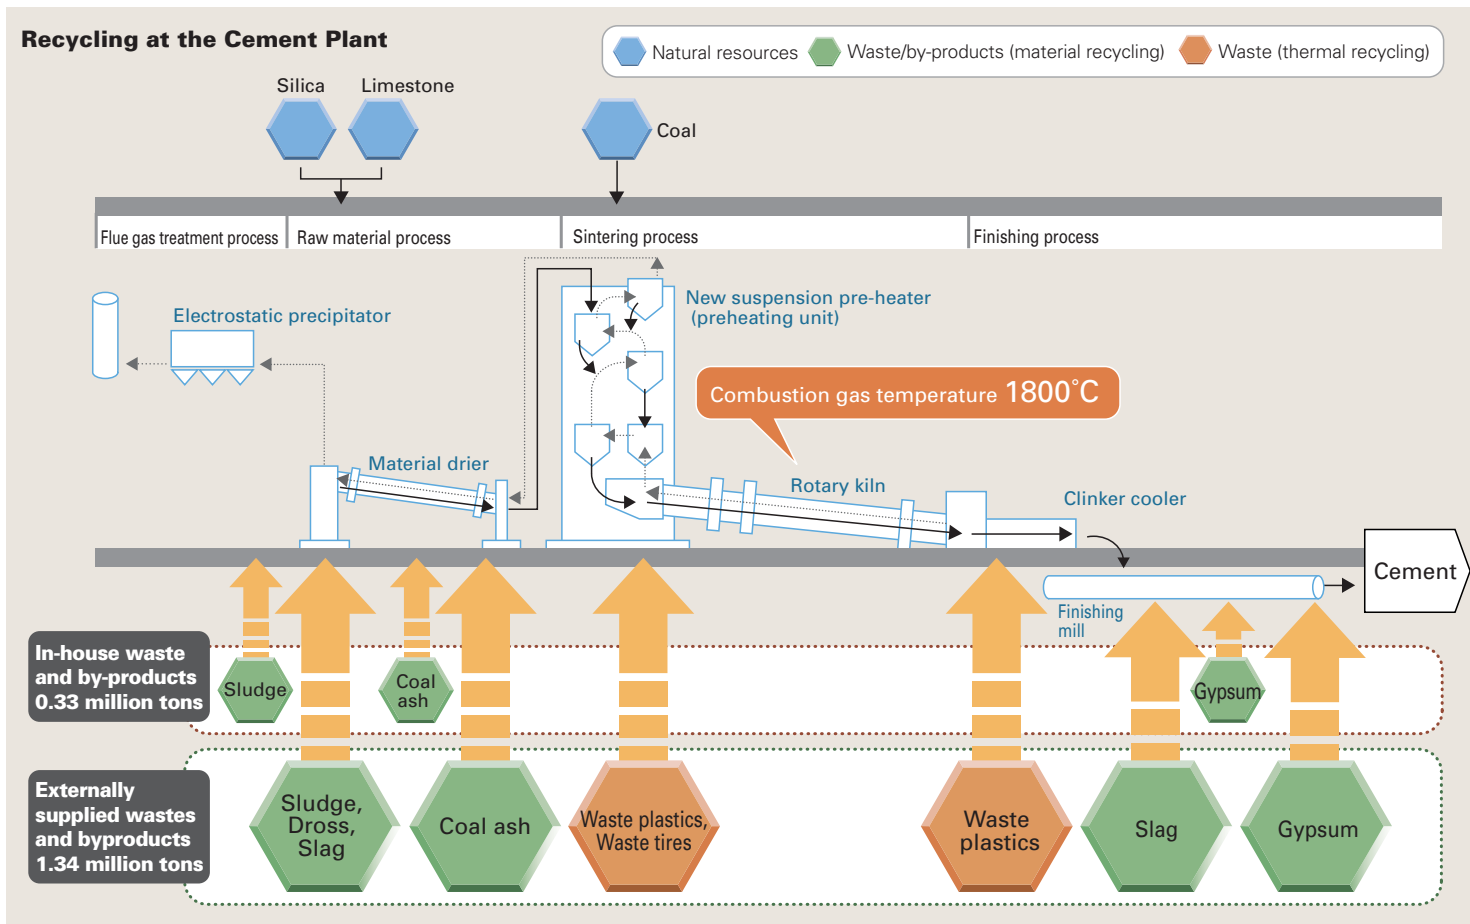 Recycling at the Cement Plant
Natural resources
Waste/by-products (material recycling)
Waste (thermal recycling)
Silica
Limestone
Coal
Flue gas treatment process
Raw material process
Sintering process
Finishing process
Electrostatic precipitator
New suspension pre-heater
(preheating unit)
Combustion gas temperature 1800°C
Material drier
Rotary kiln
Clinker cooler
Cement
Finishing
mill
In-house waste
and by-products
0.33 million tons
Sludge
Coal
ash
Gypsum
Externally
supplied wastes
and byproducts
1.34 million tons
Sludge,
Dross,
Slag
Coal ash
Waste plastics,
Waste tires
Waste
plastics
Slag
Gypsum